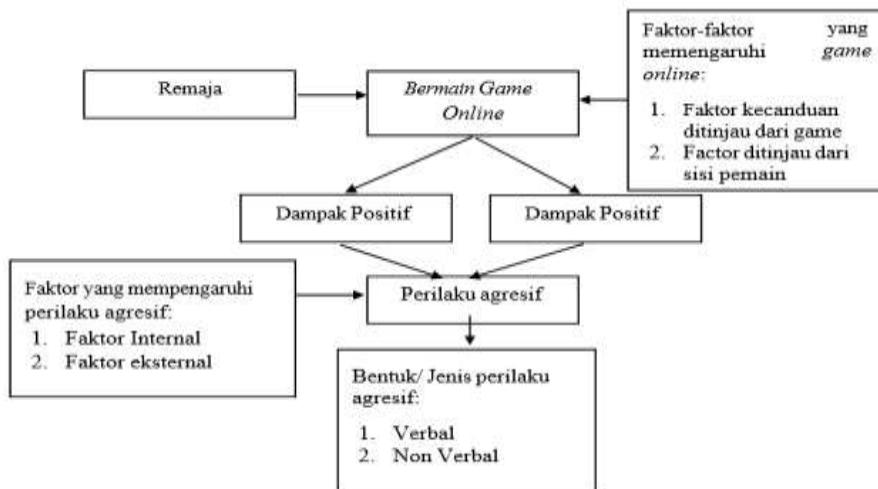 Faktor-faktor yang
memengaruhi game
online:
1. Faktor kecanduan
ditinjau dari game
2. Factor ditinjau dari
sisi pemain
Remaja
Bermain Game
Online
Dampak Positif
Dampak Positif
Faktor yang mempengaruhi
perilaku agresif:
1. Faktor Internal
2. Faktor eksternal
Perilaku agresif
Bentuk/ Jenis perilaku
agresif:
1. Verbal
2. Non Verbal